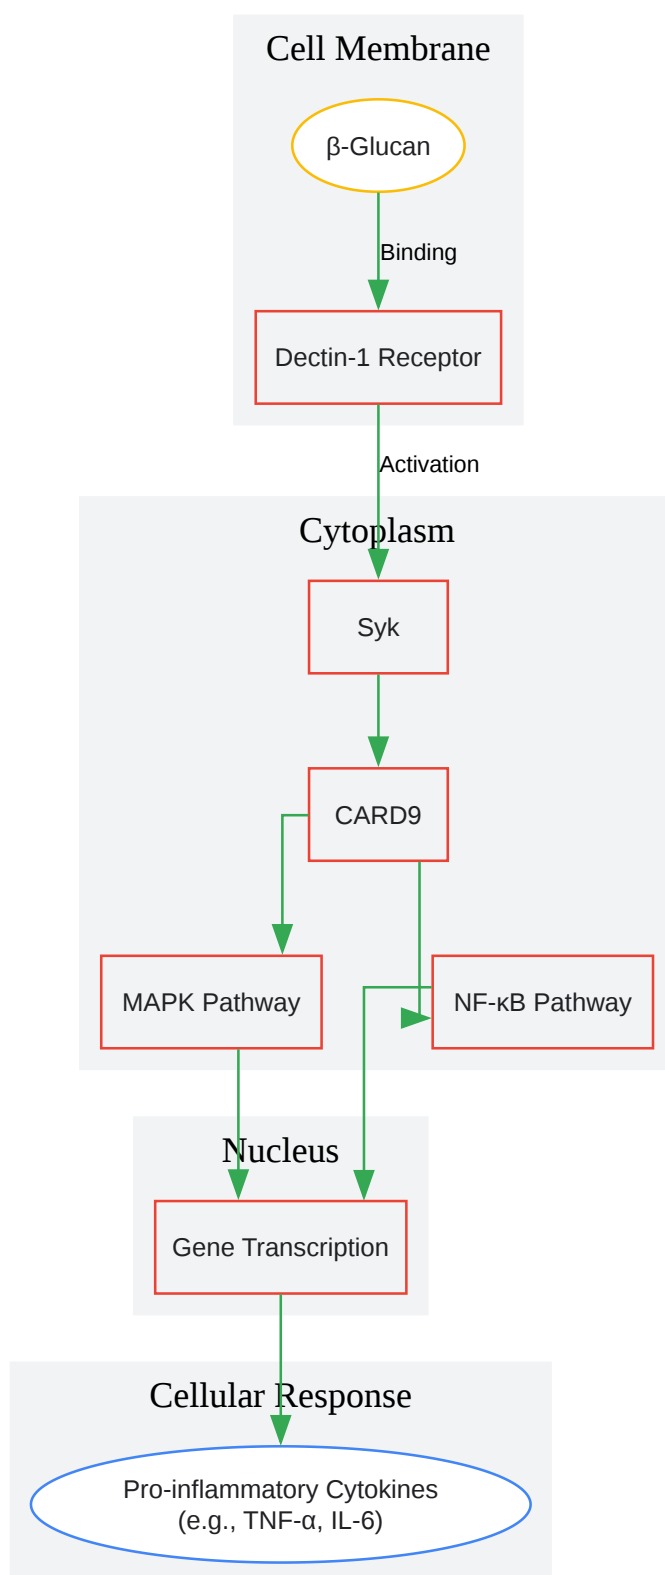 Cell Membrane
β-Glucan
Binding
Dectin-1 Receptor
Activation
Cytoplasm
Syk
CARD9
MAPK Pathway
NF-κB Pathway
Nucleus
Gene Transcription
Cellular Response
Pro-inflammatory Cytokines
(e.g., TNF-α, IL-6)